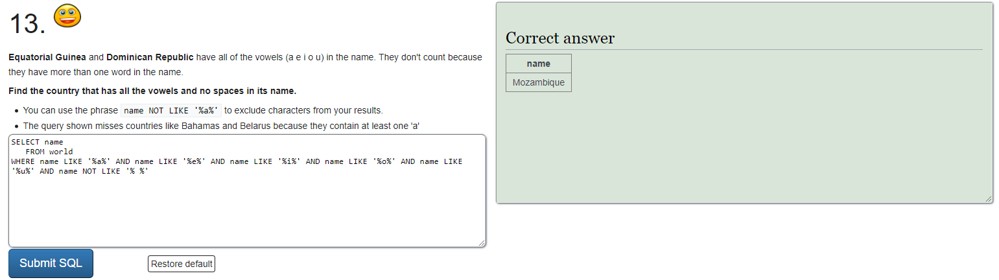 13.
Equatorial Guinea and Dominican Republic have all of the vowels (a e i o u) in the name. They don't count because
they have more than one word in the name.
Find the country that has all the vowels and no spaces in its name.
• You can use the phrase name NOT LIKE '%a%' to exclude characters from your results.
• The query shown misses countries like Bahamas and Belarus because they contain at least one 'a'
SELECT name
   FROM world
WHERE name LIKE '%a%' AND name LIKE '%e%' AND name LIKE '%i%' AND name LIKE '%o%' AND name LIKE
'%u%' AND name NOT LIKE '% %'
Submit SQL
Restore default
Correct answer
name
Mozambique